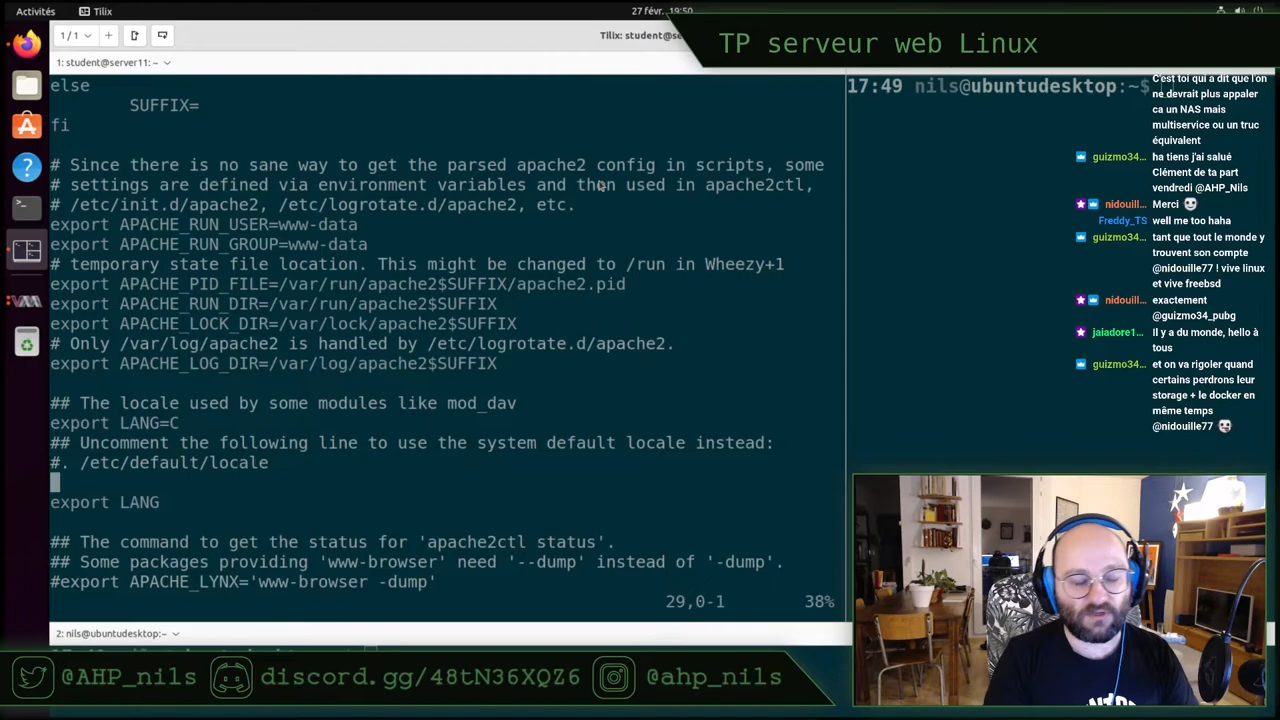 Activités
Tilix
27 févr. 19:50
1 / 1
Tilix: student@se
TP serveur web Linux
1: student@server11: ~
else
SUFFIX=
fi
# Since there is no sane way to get the parsed apache2 config in scripts, some
# settings are defined via environment variables and then used in apache2ctl,
# /etc/init.d/apache2, /etc/logrotate.d/apache2, etc.
export APACHE_RUN_USER=www-data
export APACHE_RUN_GROUP=www-data
# temporary state file location. This might be changed to /run in Wheezy+1
export APACHE_PID_FILE=/var/run/apache2$SUFFIX/apache2.pid
export APACHE_RUN_DIR=/var/run/apache2$SUFFIX
export APACHE_LOCK_DIR=/var/lock/apache2$SUFFIX
# Only /var/log/apache2 is handled by /etc/logrotate.d/apache2.
export APACHE_LOG_DIR=/var/log/apache2$SUFFIX
## The locale used by some modules like mod_dav
export LANG=C
## Uncomment the following line to use the system default locale instead:
#. /etc/default/locale
export LANG
## The command to get the status for 'apache2ctl status'.
## Some packages providing 'www-browser' need '--dump' instead of '-dump'.
#export APACHE_LYNX='www-browser -dump'
29,0-1 38%
17:49 nils@ubuntudesktop:~$
C'est toi qui a dit que l'on
ne devrait plus appaler
ca un NAS mais
multiservice ou un truc
équivalent
guizmo34… ha tiens j'ai salué
Clément de ta part
vendredi @AHP_Nils
nidouill… Merci
Freddy_TS well me too haha
guizmo34… tant que tout le monde y
trouvent son compte
@nidouille77 ! vive linux
et vive freebsd
nidouill… exactement
@guizmo34_pubg
jaiadore1… Il y a du monde, hello à
tous
guizmo34… et on va rigoler quand
certains perdrons leur
storage + le docker en
même temps
@nidouille77
2: nils@ubuntudesktop:~
@AHP_nils
discord.gg/48tN36XQZ6
@ahp_nils